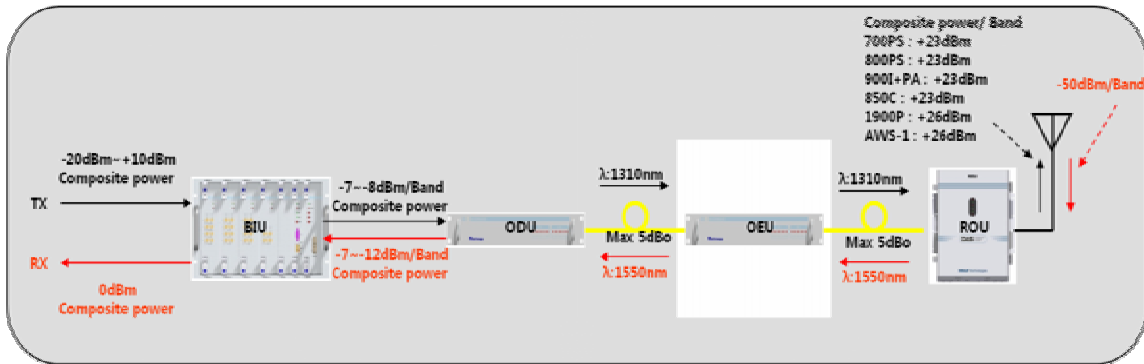 Composite power/ Band
700PS : +23dBm
800PS : +23dBm
900I+PA : +23dBm
850C : +23dBm
1900P : +26dBm
AWS-1 : +26dBm
-50dBm/Band
-20dBm~+10dBm
Composite power
TX
BIU
-7~-8dBm/Band
Composite power
ODU
λ:1310nm
Max 5dBo
λ:1550nm
OEU
λ:1310nm
Max 5dBo
λ:1550nm
ROU
RX
0dBm
Composite power
-7~-12dBm/Band
Composite power